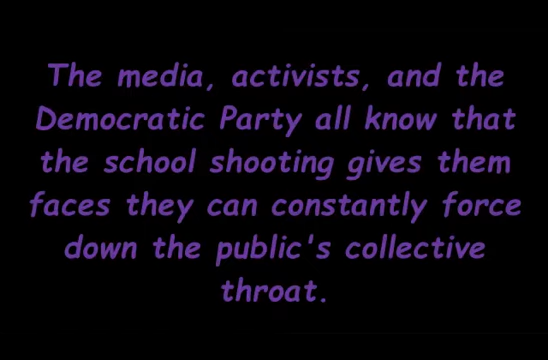 The media, activists, and the
Democratic Party all know that
the school shooting gives them
faces they can constantly force
down the public's collective
throat.